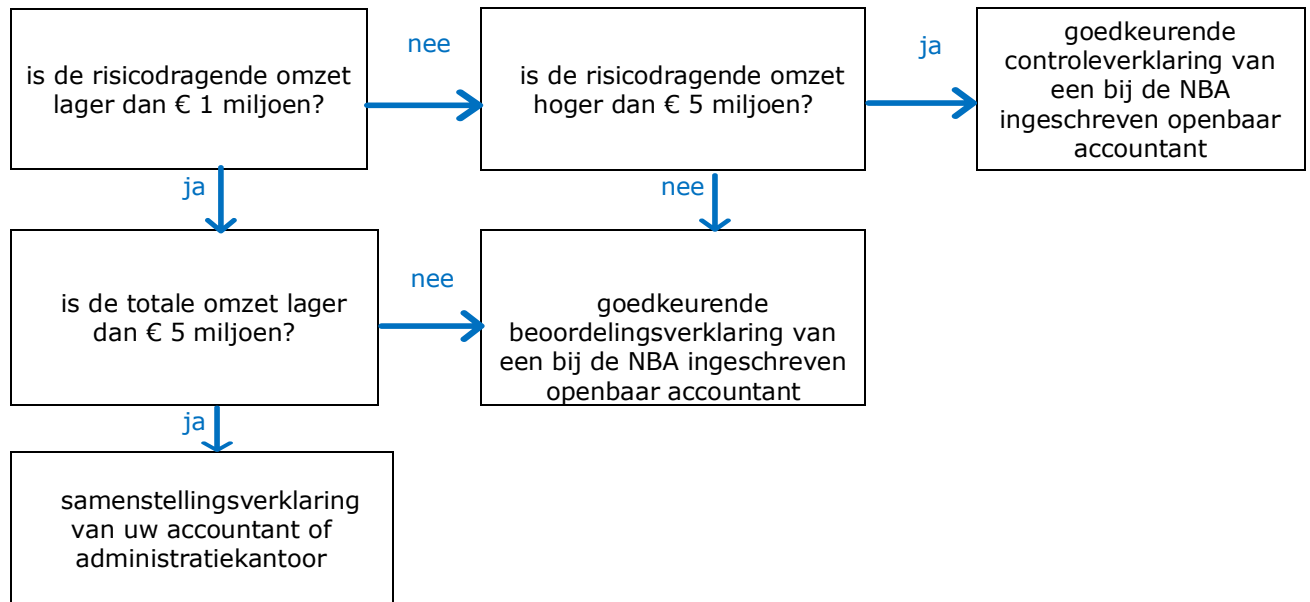 is de risicodragende omzet
lager dan € 1 miljoen?
nee
is de risicodragende omzet
hoger dan € 5 miljoen?
ja
goedkeurende
controleverklaring van
een bij de NBA
ingeschreven openbaar
accountant
ja
nee
is de totale omzet lager
dan € 5 miljoen?
nee
goedkeurende
beoordelingsverklaring van
een bij de NBA ingeschreven
openbaar accountant
ja
samenstellingsverklaring
van uw accountant of
administratiekantoor